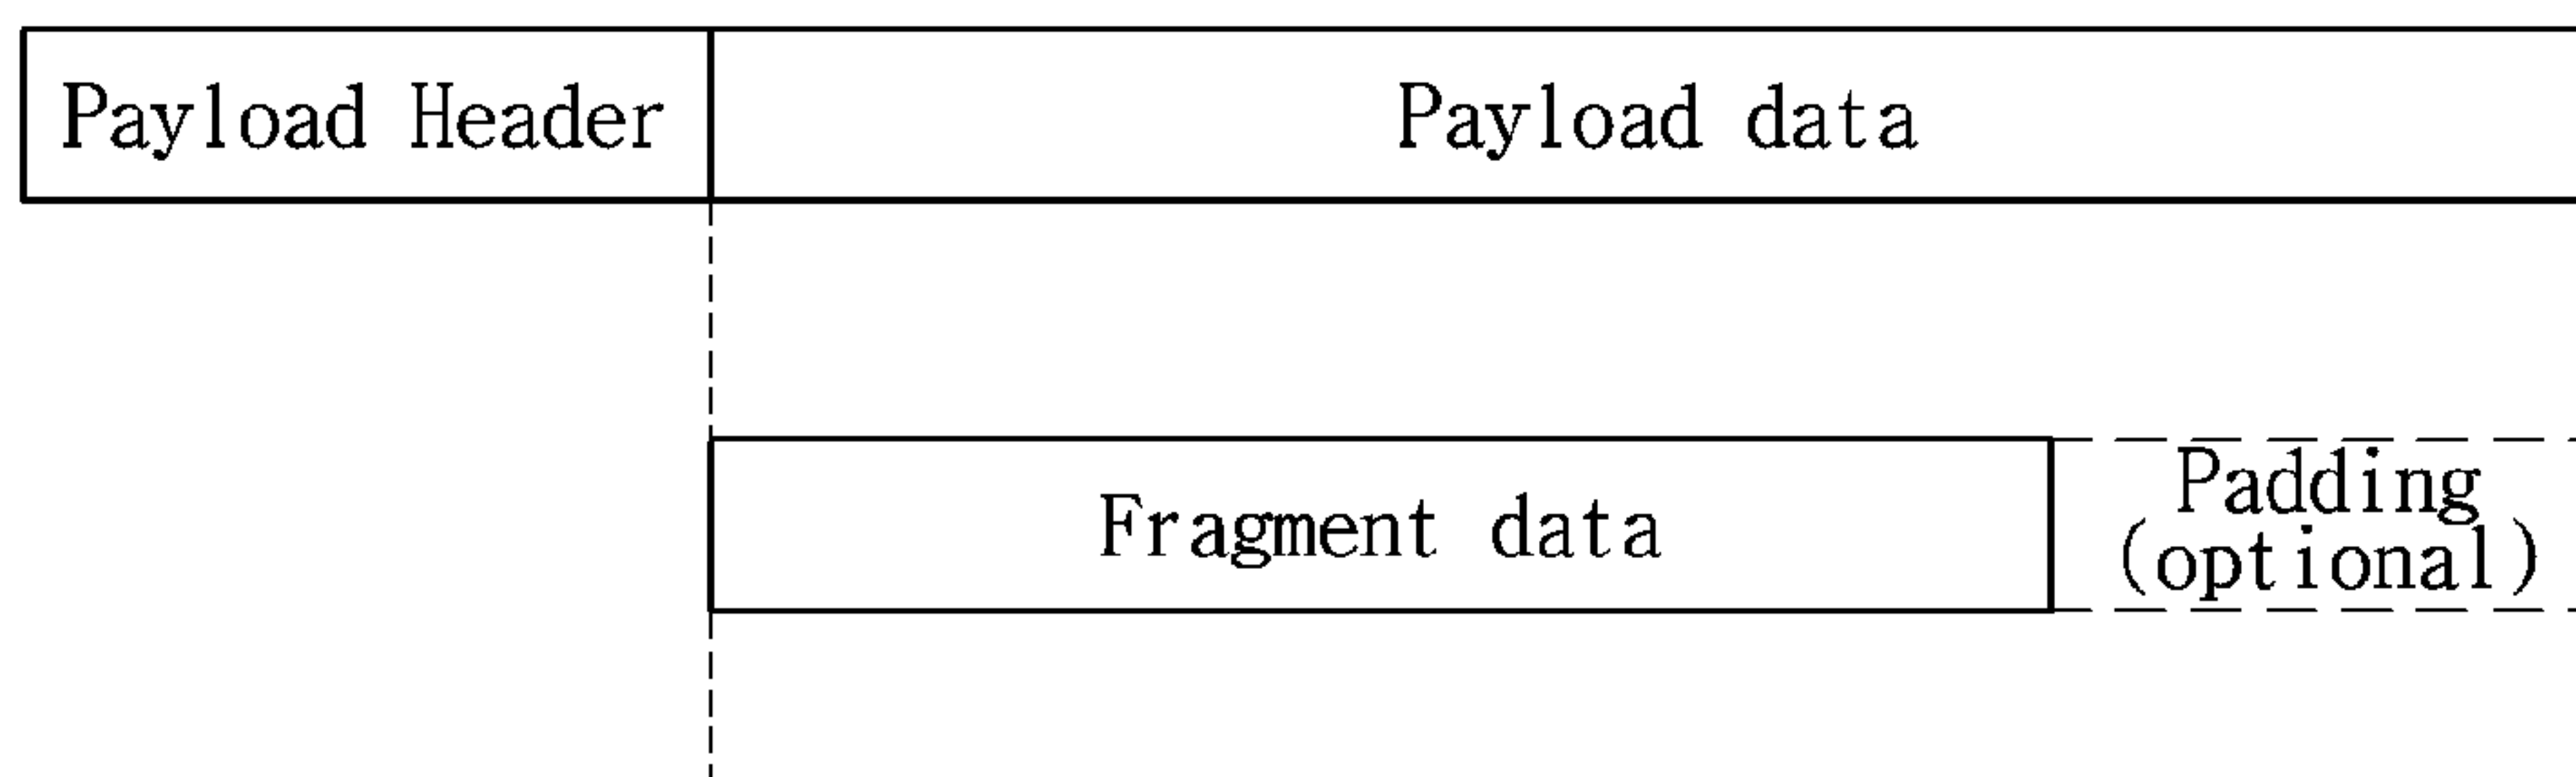 Payload Header
Payload data
Fragment data
Padding
(optional)